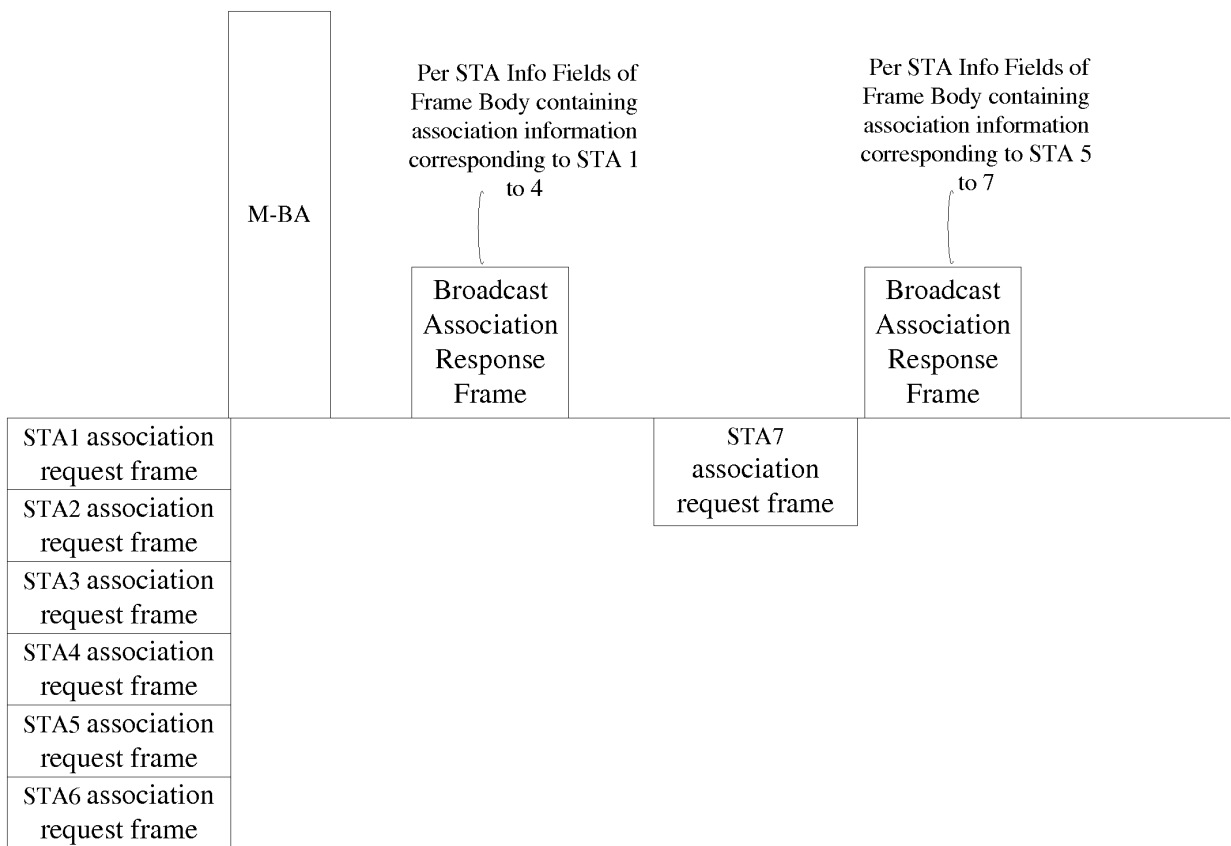 Per STA Info Fields of
Frame Body containing
association information
corresponding to STA 1
to 4
Per STA Info Fields of
Frame Body containing
association information
corresponding to STA 5
to 7
M-BA
Broadcast
Association
Response
Frame
Broadcast
Association
Response
Frame
STA1 association
request frame
STA2 association
request frame
STA3 association
request frame
STA4 association
request frame
STA5 association
request frame
STA6 association
request frame
STA7
association
request frame